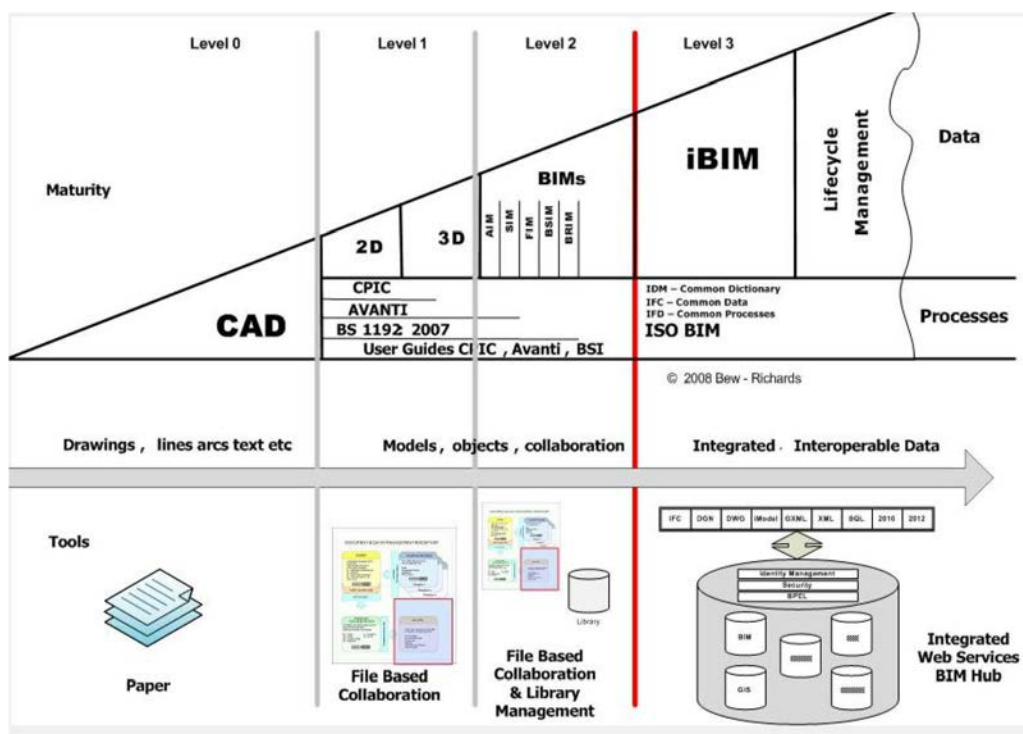 Level 0
Level 1
Level 2
Level 3
Maturity
CAD
2D
3D
BIMs
AIM
SIM
FIM
BSIM
BRIM
iBIM
Lifecycle
Management
Data
CPIC
AVANTI
BS 1192: 2007
User Guides CPIC , Avanti , BSI
IDM – Common Dictionary
IFC – Common Data
IFD – Common Processes
ISO BIM
Processes
© 2008 Bew - Richards
Drawings , lines arcs text etc
Models , objects , collaboration
Integrated , Interoperable Data
Tools
Paper
File Based
Collaboration
Library
File Based
Collaboration
& Library
Management
IFC DGN DWG iModel GXML XML SQL 2010 2012
Identity Management
Security
BPEL
BIM
GIS
Integrated
Web Services
BIM Hub